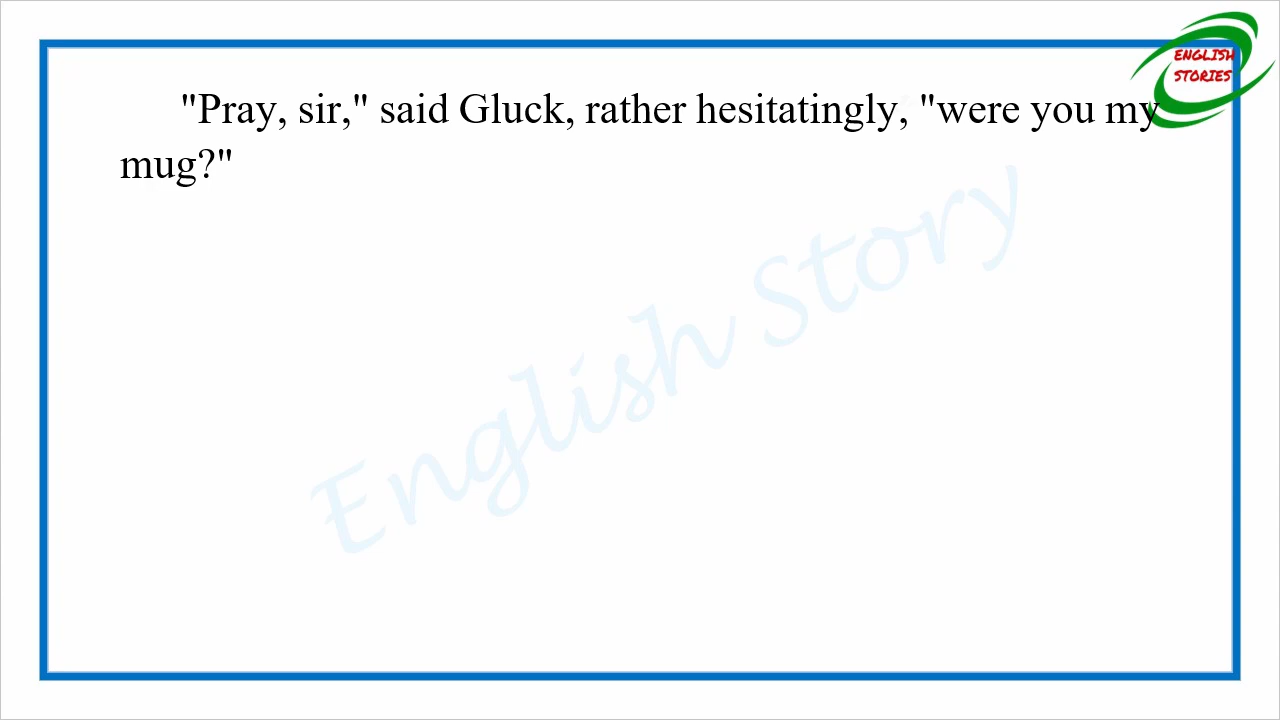 ENGLISH
STORIES
"Pray, sir," said Gluck, rather hesitatingly, "were you my
mug?"
English Story